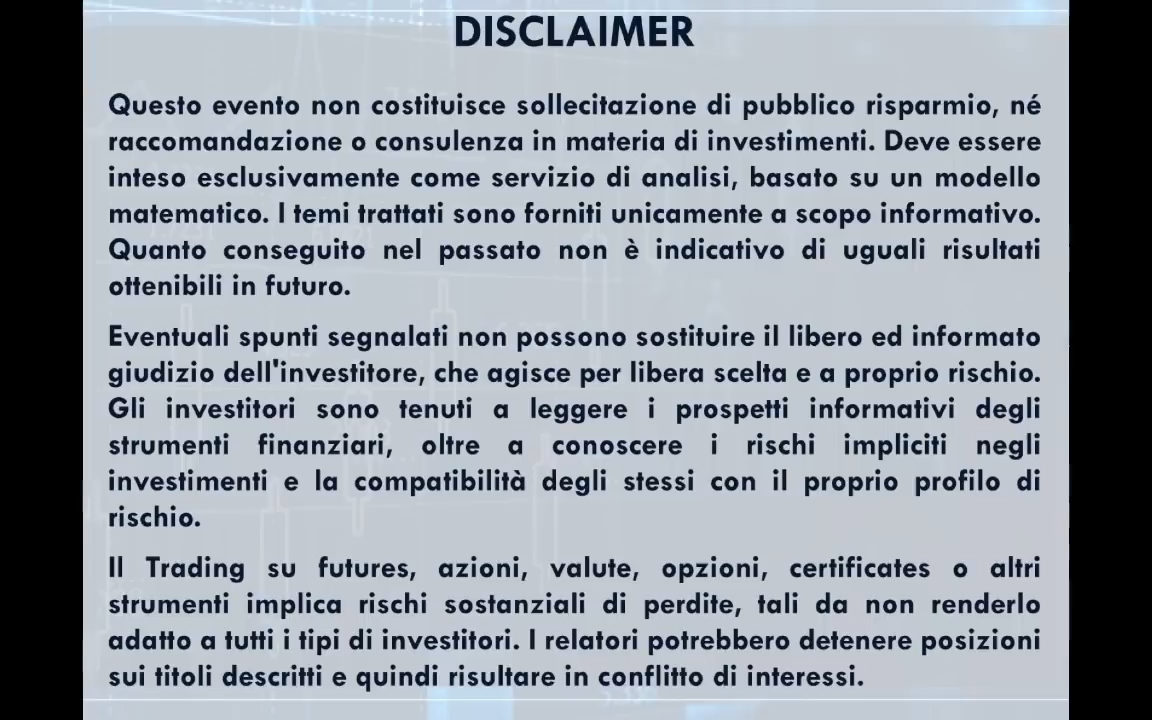 DISCLAIMER
Questo evento non costituisce sollecitazione di pubblico risparmio, né
raccomandazione o consulenza in materia di investimenti. Deve essere
inteso esclusivamente come servizio di analisi, basato su un modello
matematico. I temi trattati sono forniti unicamente a scopo informativo.
Quanto conseguito nel passato non è indicativo di uguali risultati
ottenibili in futuro.
Eventuali spunti segnalati non possono sostituire il libero ed informato
giudizio dell'investitore, che agisce per libera scelta e a proprio rischio.
Gli investitori sono tenuti a leggere i prospetti informativi degli
strumenti finanziari, oltre a conoscere i rischi impliciti negli
investimenti e la compatibilità degli stessi con il proprio profilo di
rischio.
Il Trading su futures, azioni, valute, opzioni, certificates o altri
strumenti implica rischi sostanziali di perdite, tali da non renderlo
adatto a tutti i tipi di investitori. I relatori potrebbero detenere posizioni
sui titoli descritti e quindi risultare in conflitto di interessi.